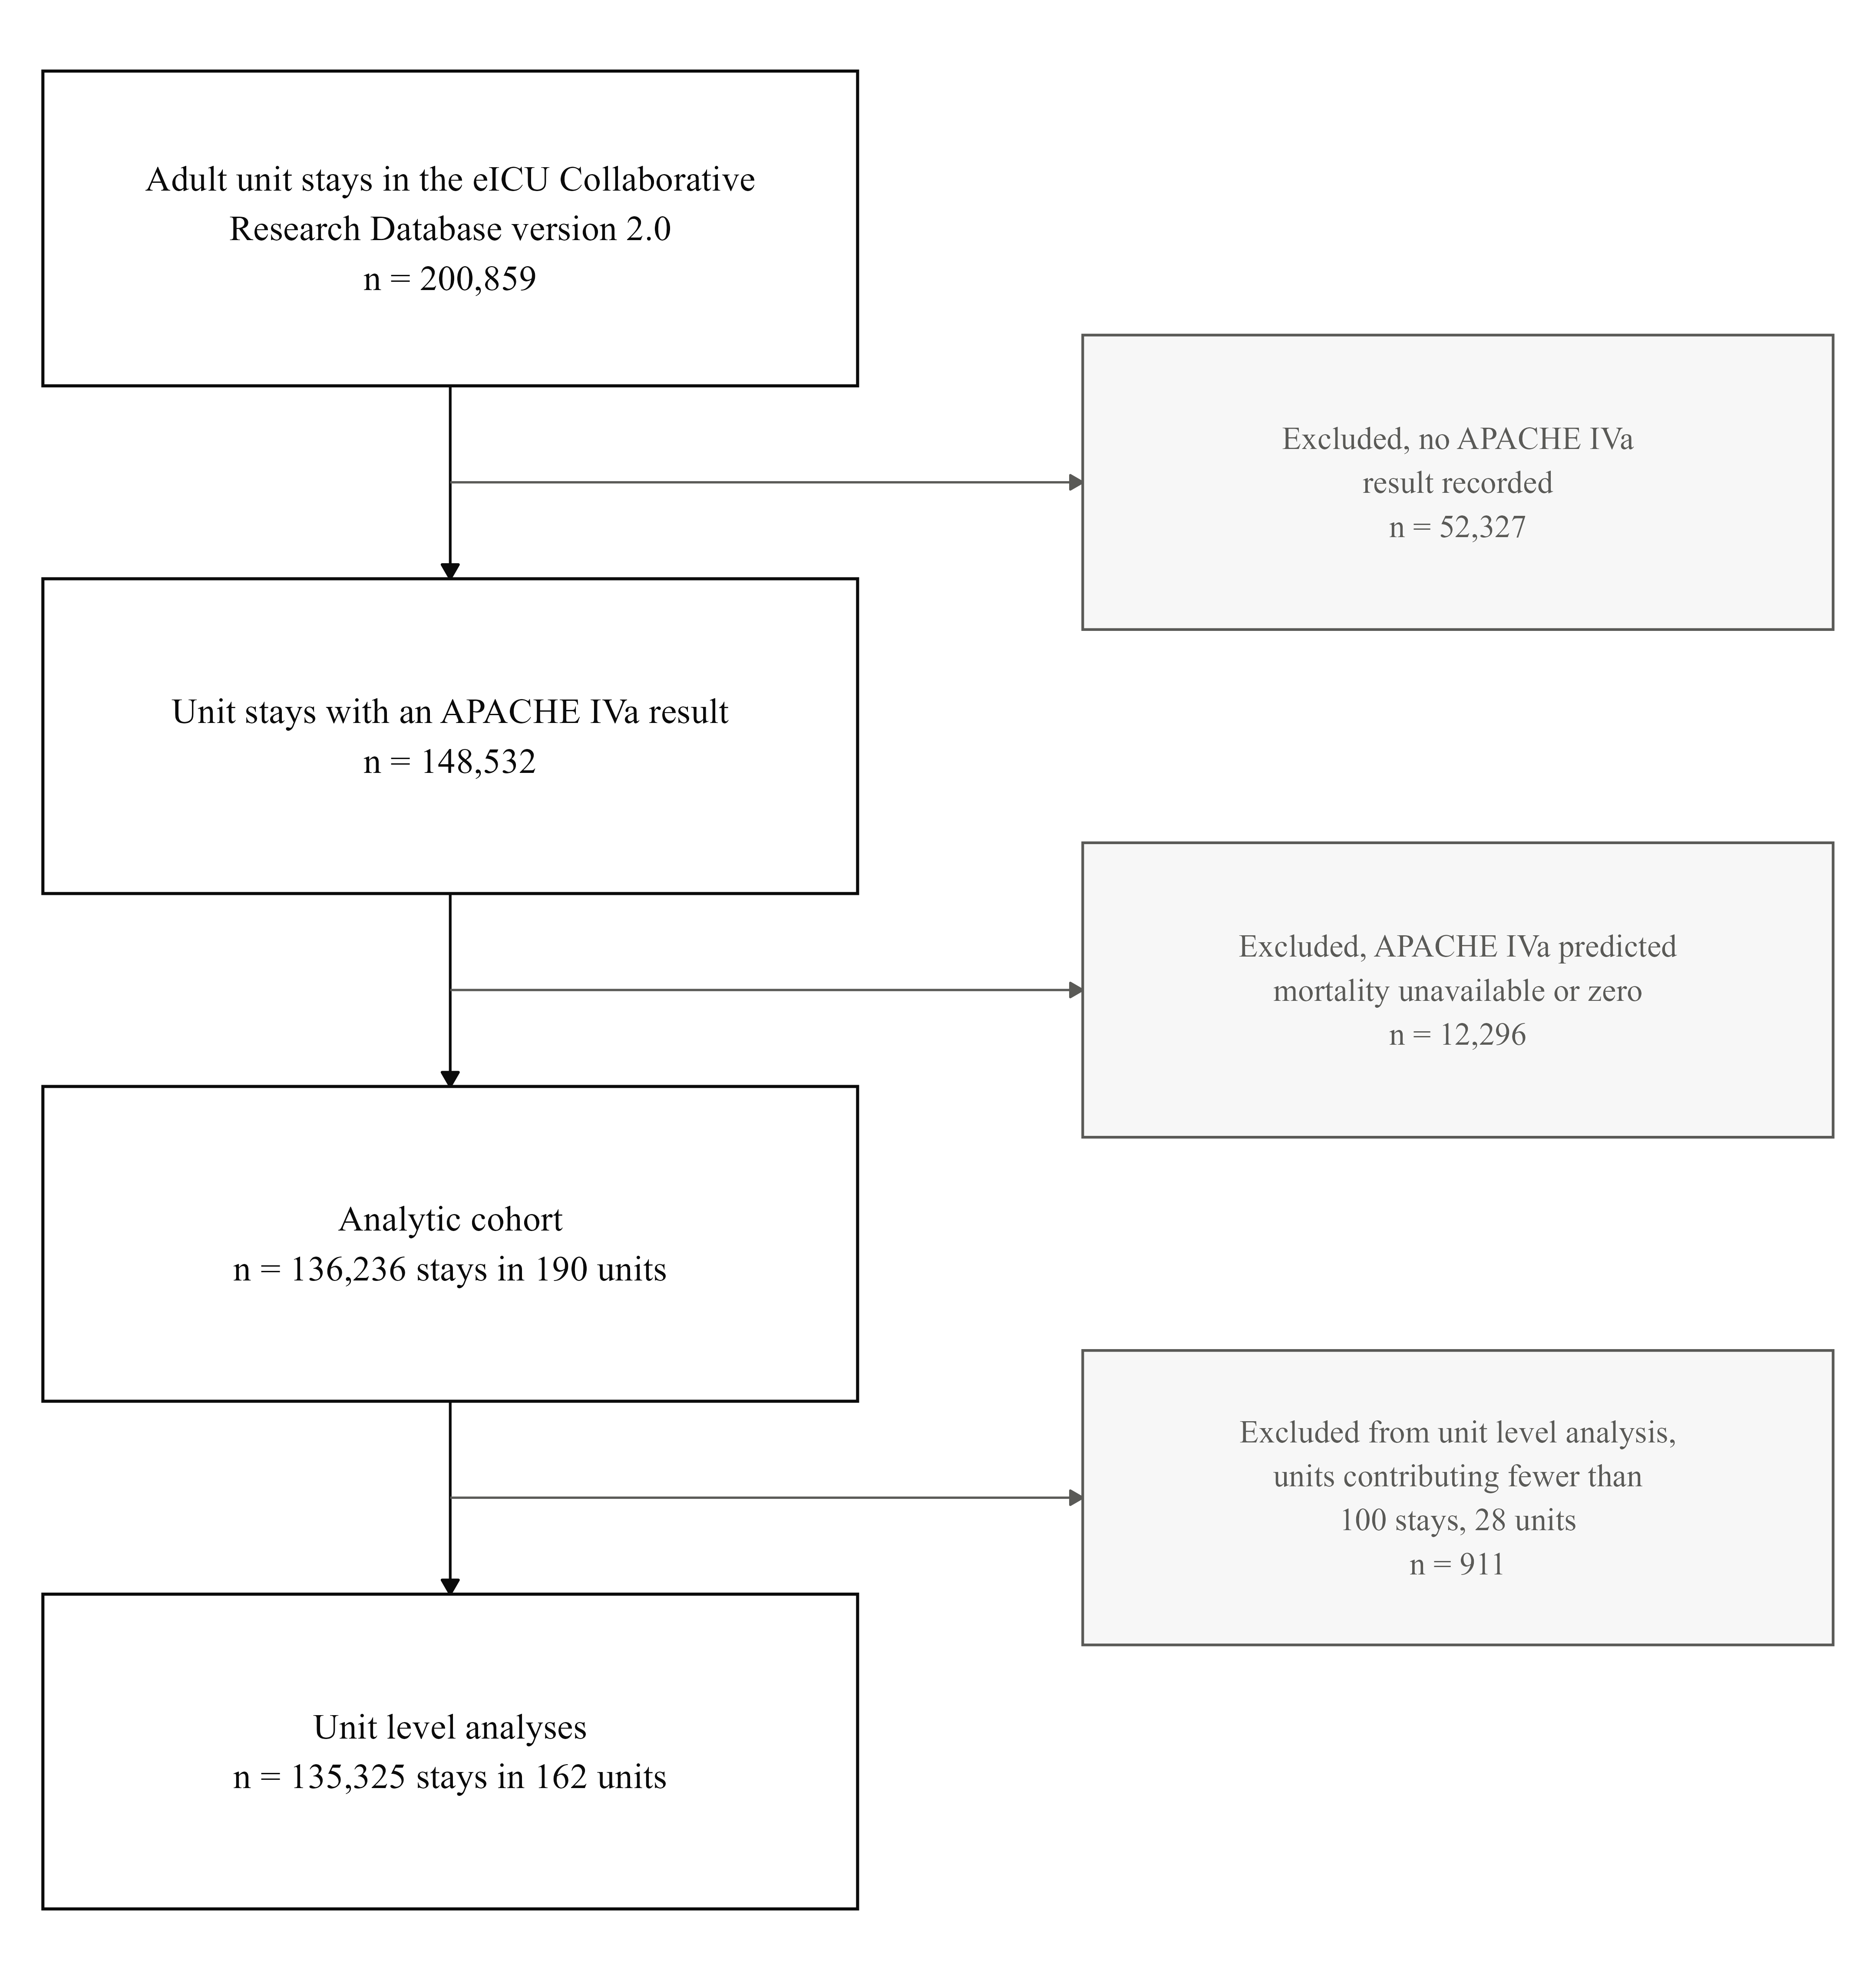 Adult unit stays in the eICU Collaborative
Research Database version 2.0
n = 200,859
Excluded, no APACHE IVa
result recorded
n = 52,327
Unit stays with an APACHE IVa result
n = 148,532
Excluded, APACHE IVa predicted
mortality unavailable or zero
n = 12,296
Analytic cohort
n = 136,236 stays in 190 units
Excluded from unit level analysis,
units contributing fewer than
100 stays, 28 units
n = 911
Unit level analyses
n = 135,325 stays in 162 units